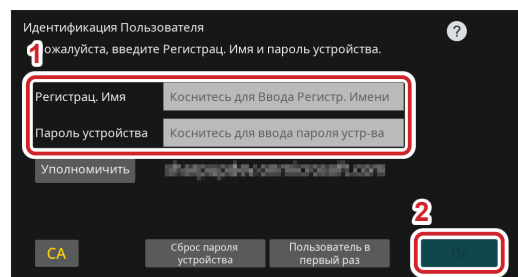 Идентификация Пользователя
?
Пожалуйста, введите Регистрац. Имя и пароль устройства.
1
Регистрац. Имя
Коснитесь для Ввода Регистр. Имени
Пароль устройства
Коснитесь для ввода пароля устр-ва
Уполномичить
2
CA
Сброс пароля
устройства
Пользователь в
первый раз
OK